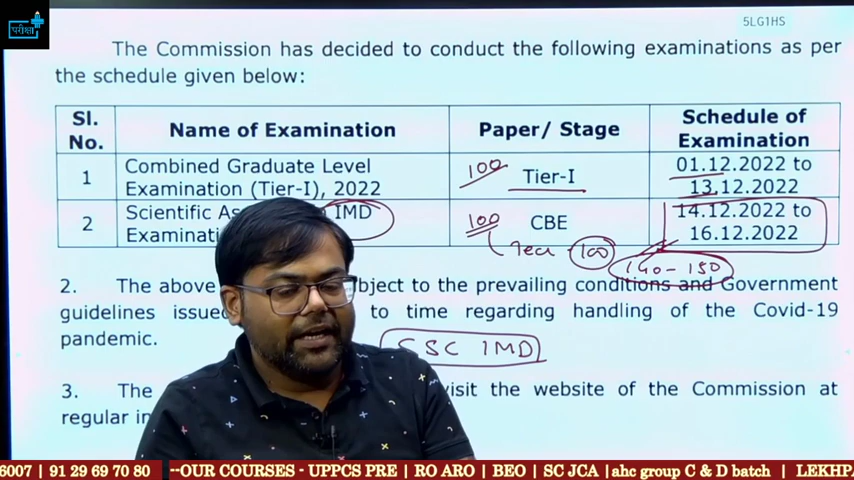 परीक्षा
5LG1HS
The Commission has decided to conduct the following examinations as per
the schedule given below:
Sl. No.
Name of Examination
Paper/ Stage
Schedule of Examination
1
Combined Graduate Level
Examination (Tier-I), 2022
100
Tier-I
01.12.2022 to
13.12.2022
2
Scientific As IMD
Examinati
100
CBE
14.12.2022 to
16.12.2022
Tech - 100
140-150
2. The above bject to the prevailing conditions and Government
guidelines issued to time regarding handling of the Covid-19
pandemic.
SSC IMD
3. The visit the website of the Commission at
regular in
6007 | 91 29 69 70 80 --OUR COURSES - UPPCS PRE | RO ARO | BEO | SC JCA |ahc group C & D batch | LEKHPA